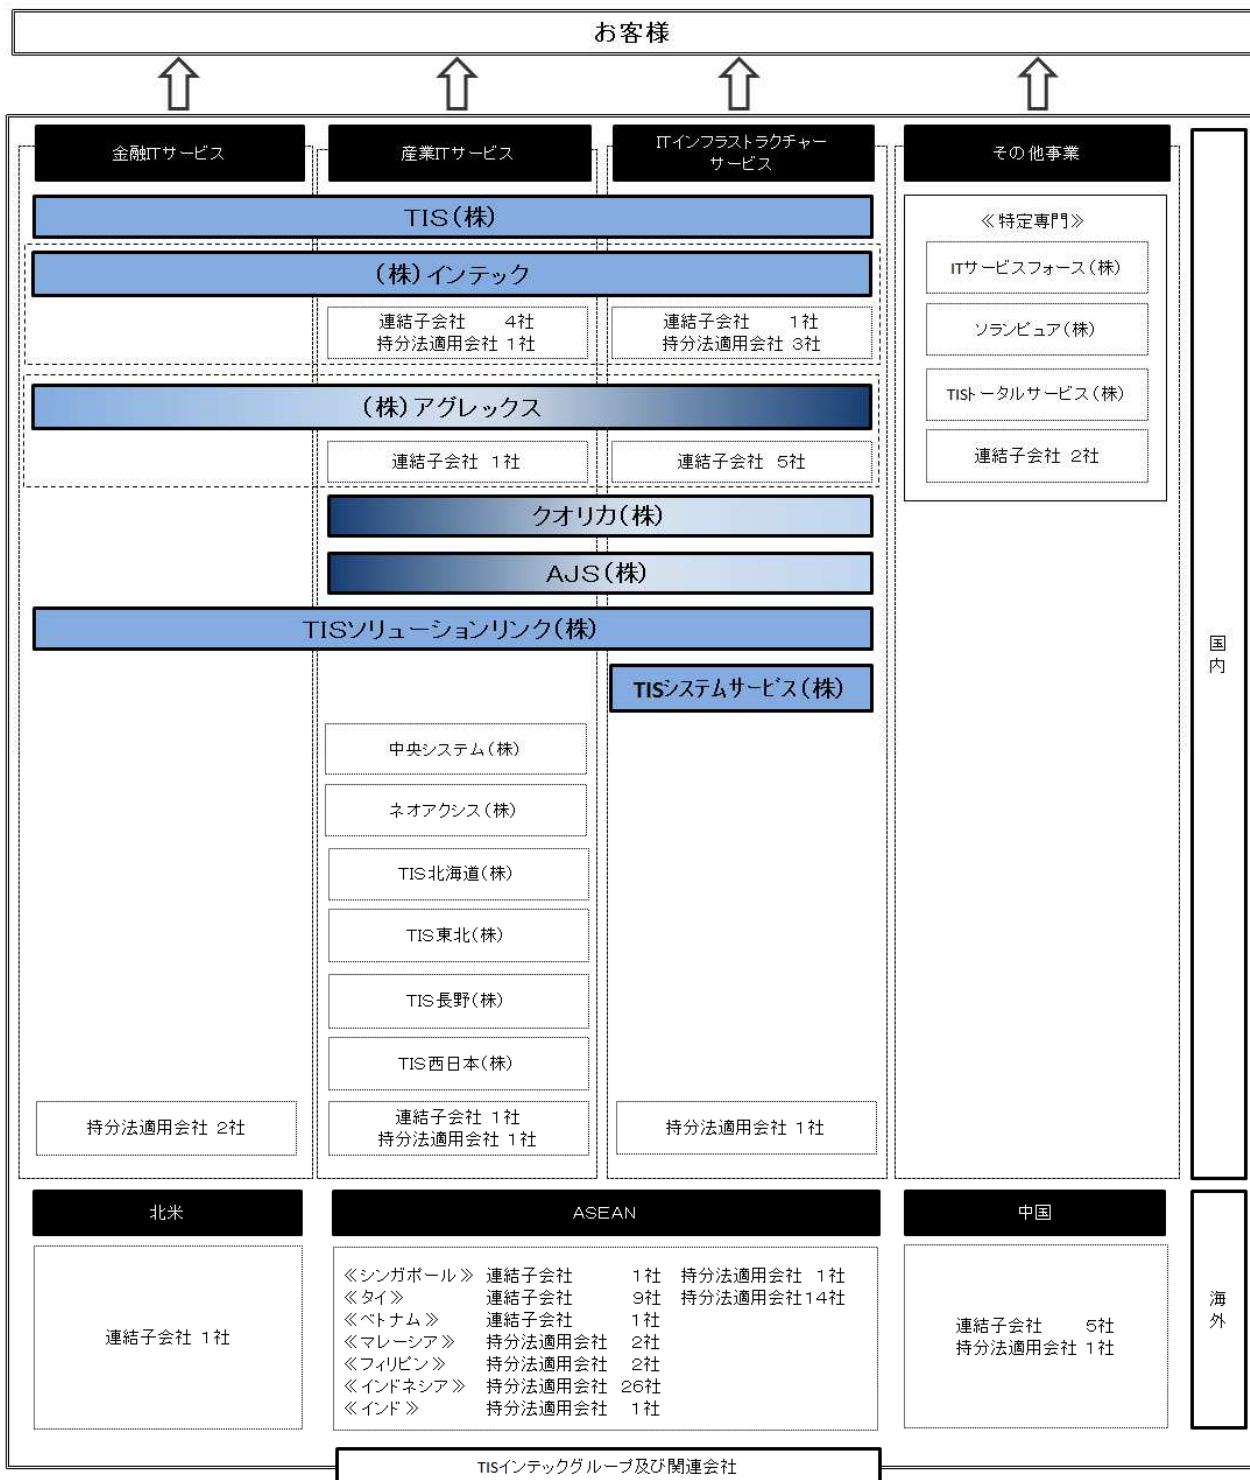 お客様
金融ITサービス
産業ITサービス
ITインフラストラクチャー
サービス
その他事業
TIS(株)
(株)インテック
連結子会社 4社
持分法適用会社 1社
連結子会社 1社
持分法適用会社 3社
(株)アグレックス
連結子会社 1社
連結子会社 5社
クオリカ(株)
AJS(株)
TISソリューションリンク(株)
TISシステムサービス(株)
中央システム(株)
ネオアクシス(株)
TIS北海道(株)
TIS東北(株)
TIS長野(株)
TIS西日本(株)
持分法適用会社 2社
連結子会社 1社
持分法適用会社 1社
持分法適用会社 1社
≪特定専門≫
ITサービスフォース(株)
ソランピュア(株)
TISトータルサービス(株)
連結子会社 2社
国内
北米
連結子会社 1社
ASEAN
≪シンガポール≫ 連結子会社 1社 持分法適用会社 1社
≪タイ≫ 連結子会社 9社 持分法適用会社14社
≪ベトナム≫ 連結子会社 1社
≪マレーシア≫ 持分法適用会社 2社
≪フィリピン≫ 持分法適用会社 2社
≪インドネシア≫ 持分法適用会社 26社
≪インド≫ 持分法適用会社 1社
中国
連結子会社 5社
持分法適用会社 1社
海外
TISインテックグループ及び関連会社